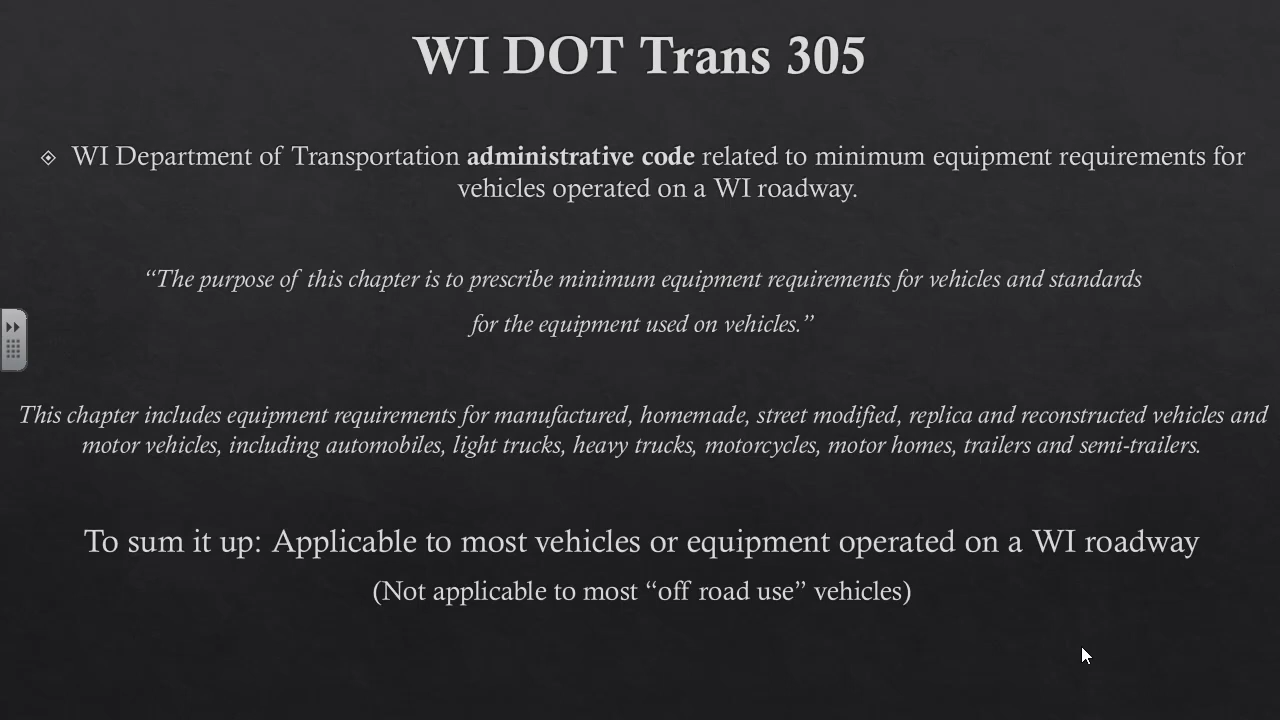 WI DOT Trans 305
WI Department of Transportation administrative code related to minimum equipment requirements for
vehicles operated on a WI roadway.
“The purpose of this chapter is to prescribe minimum equipment requirements for vehicles and standards
for the equipment used on vehicles.”
This chapter includes equipment requirements for manufactured, homemade, street modified, replica and reconstructed vehicles and
motor vehicles, including automobiles, light trucks, heavy trucks, motorcycles, motor homes, trailers and semi-trailers.
To sum it up: Applicable to most vehicles or equipment operated on a WI roadway
(Not applicable to most “off road use” vehicles)